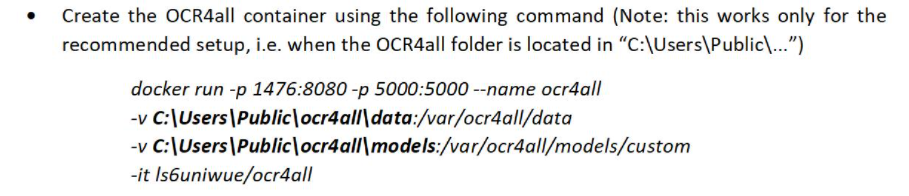 • Create the OCR4all container using the following command (Note: this works only for the
recommended setup, i.e. when the OCR4all folder is located in “C:\Users\Public\...”)
docker run -p 1476:8080 -p 5000:5000 --name ocr4all
-v C:\Users\Public\ocr4all\data:/var/ocr4all/data
-v C:\Users\Public\ocr4all\models:/var/ocr4all/models/custom
-it ls6uniwue/ocr4all